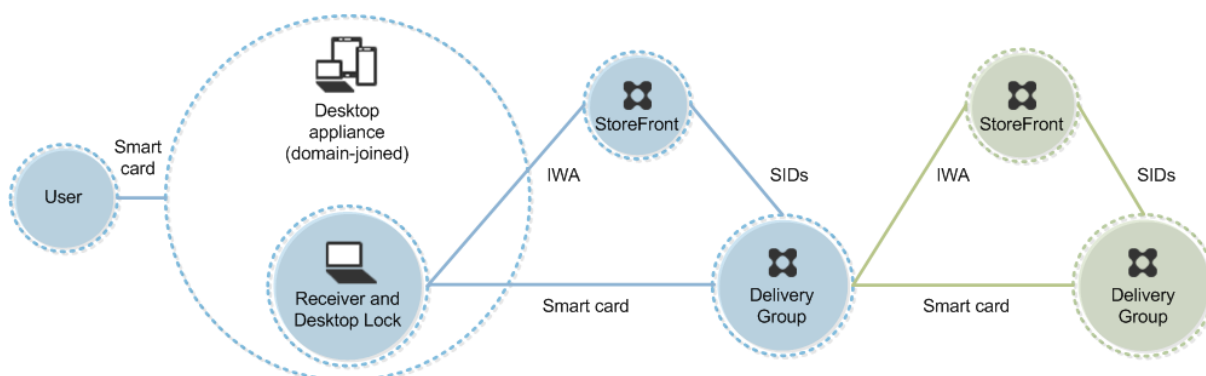 User
Smart
card
Desktop
appliance
(domain-joined)
Receiver and
Desktop Lock
IWA
StoreFront
SIDs
Smart card
Delivery
Group
IWA
StoreFront
SIDs
Smart card
Delivery
Group